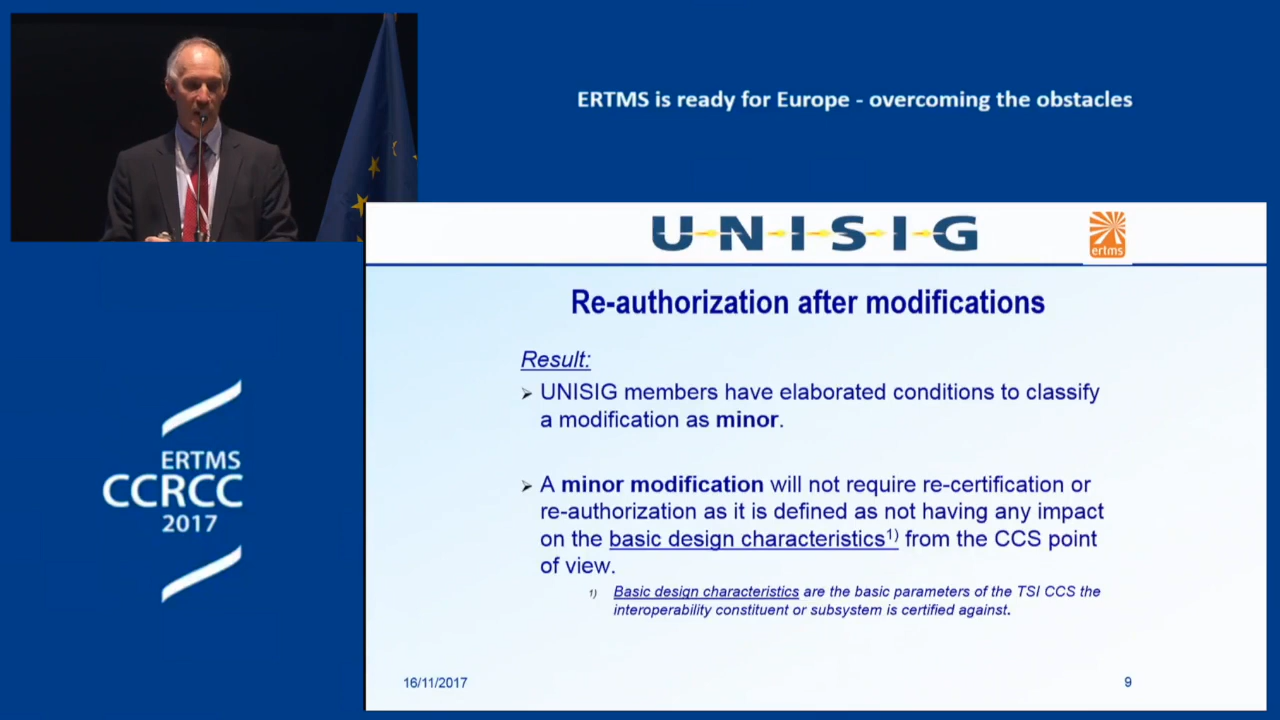 ERTMS is ready for Europe - overcoming the obstacles
UNISIG
ertms
Re-authorization after modifications
Result:
➢ UNISIG members have elaborated conditions to classify
a modification as minor.
➢ A minor modification will not require re-certification or
re-authorization as it is defined as not having any impact
on the basic design characteristics1) from the CCS point
of view.
1) Basic design characteristics are the basic parameters of the TSI CCS the
interoperability constituent or subsystem is certified against.
16/11/2017
9
ERTMS
CCRCC
2017